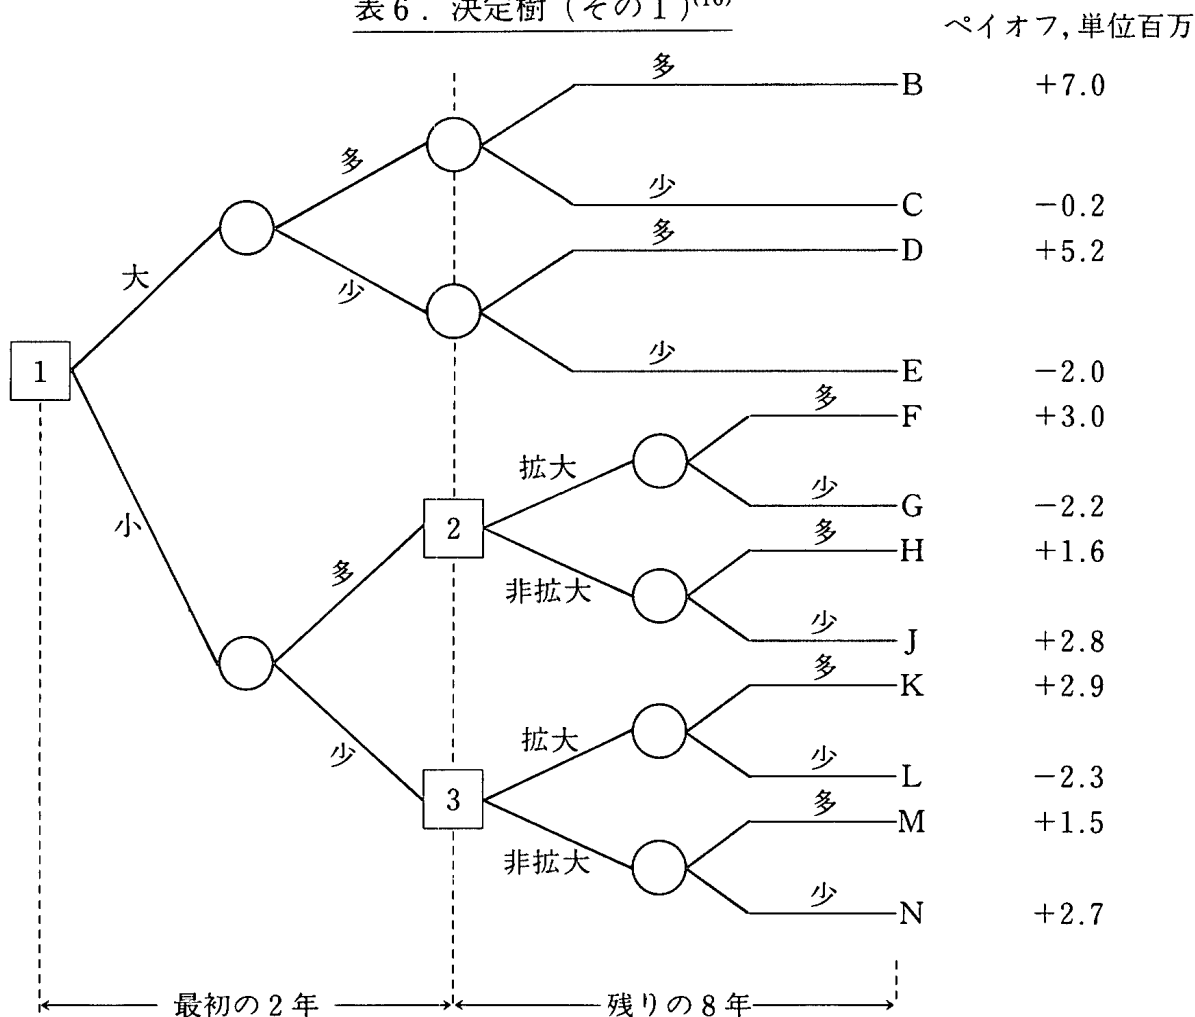 表6．決定樹（その1）⁽¹⁶⁾
ペイオフ, 単位百万
多 B +7.0
多
少 C −0.2
多 D +5.2
大
少
少 E −2.0
1
多 F +3.0
拡大
少 G −2.2
小
2
多 H +1.6
多
非拡大
少 J +2.8
多 K +2.9
拡大
少
少 L −2.3
3
多 M +1.5
非拡大
少 N +2.7
最初の2年 残りの8年